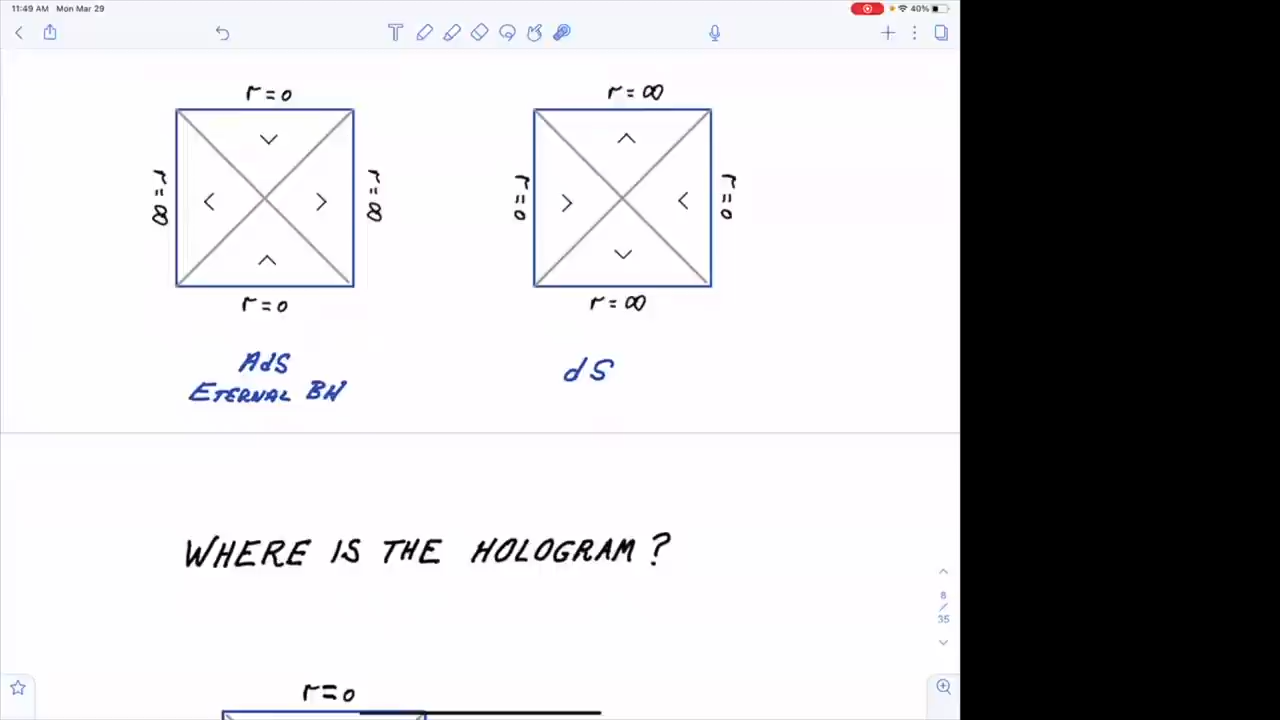 11:49 AM Mon Mar 29
40%
r = 0
r = ∞
r = ∞
r = ∞
r = 0
r = 0
r = 0
r = ∞
AdS
ETERNAL BH
dS
WHERE IS THE HOLOGRAM?
8
/
35
r = 0